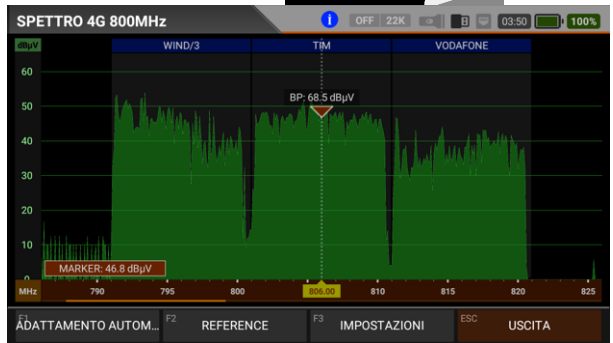 SPETTRO 4G 800MHz
i OFF 22K B 03:50 100%
dBμV WIND/3 TIM VODAFONE
60
BP: 68.5 dBμV
50
40
30
20
10
0
MARKER: 46.8 dBμV
MHz 790 795 800 806.00 810 815 820 825
F1 ADATTAMENTO AUTOM... F2 REFERENCE F3 IMPOSTAZIONI ESC USCITA